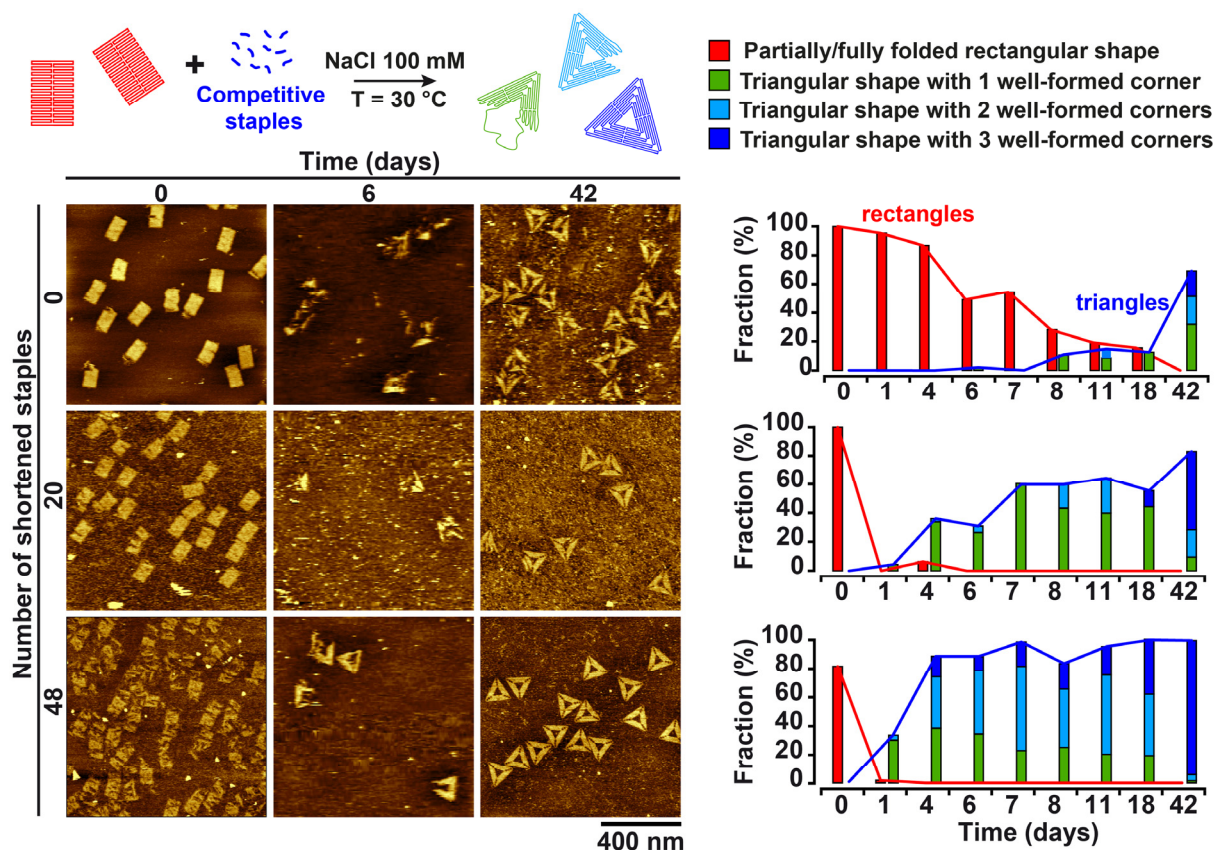 +
Competitive
staples
NaCl 100 mM
T = 30 °C
Partially/fully folded rectangular shape
Triangular shape with 1 well-formed corner
Triangular shape with 2 well-formed corners
Triangular shape with 3 well-formed corners
Time (days)
0 6 42
Number of shortened staples
0
20
48
400 nm
rectangles
triangles
Fraction (%)
100
80
60
40
20
0
0 1 4 6 7 8 11 18 42
Fraction (%)
100
80
60
40
20
0
0 1 4 6 7 8 11 18 42
Fraction (%)
100
80
60
40
20
0
0 1 4 6 7 8 11 18 42
Time (days)